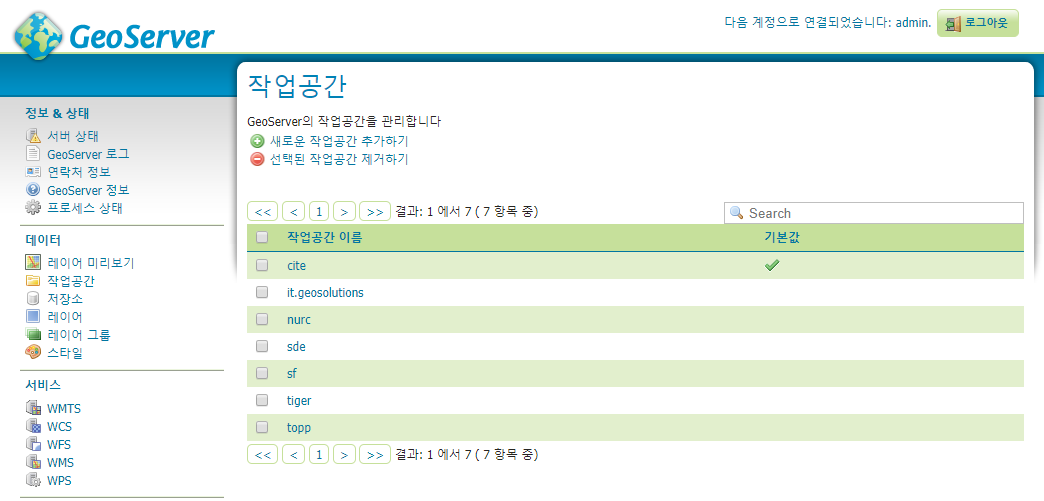 GeoServer
다음 계정으로 연결되었습니다: admin.
로그아웃
정보 & 상태
서버 상태
GeoServer 로그
연락처 정보
GeoServer 정보
프로세스 상태
데이터
레이어 미리보기
작업공간
저장소
레이어
레이어 그룹
스타일
서비스
WMTS
WCS
WFS
WMS
WPS
작업공간
GeoServer의 작업공간을 관리합니다
새로운 작업공간 추가하기
선택된 작업공간 제거하기
<< < 1 > >> 결과: 1 에서 7 ( 7 항목 중)
Search
작업공간 이름 기본값
cite
it.geosolutions
nurc
sde
sf
tiger
topp
<< < 1 > >> 결과: 1 에서 7 ( 7 항목 중)